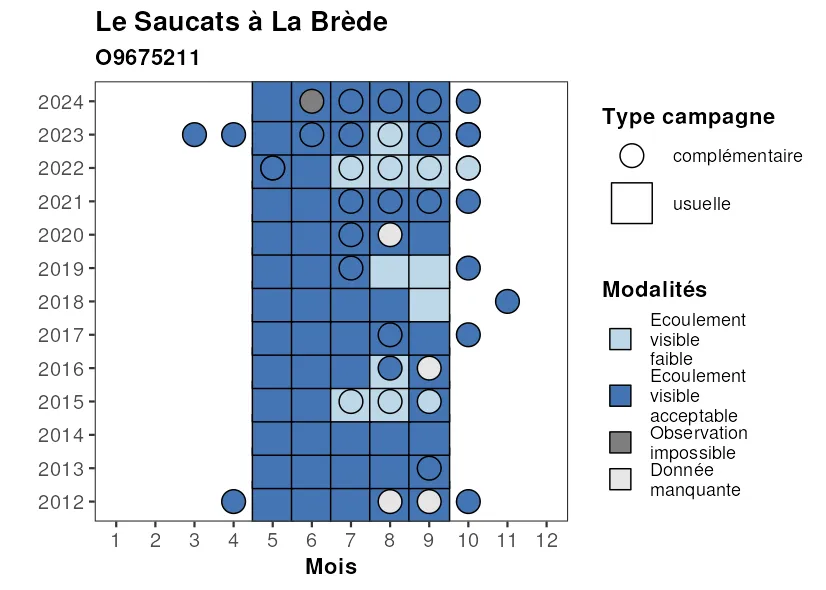 Le Saucats à La Brède
O9675211
2024
2023
2022
2021
2020
2019
2018
2017
2016
2015
2014
2013
2012
1 2 3 4 5 6 7 8 9 10 11 12
Mois
Type campagne
complémentaire
usuelle
Modalités
Ecoulement
visible
faible
Ecoulement
visible
acceptable
Observation
impossible
Donnée
manquante